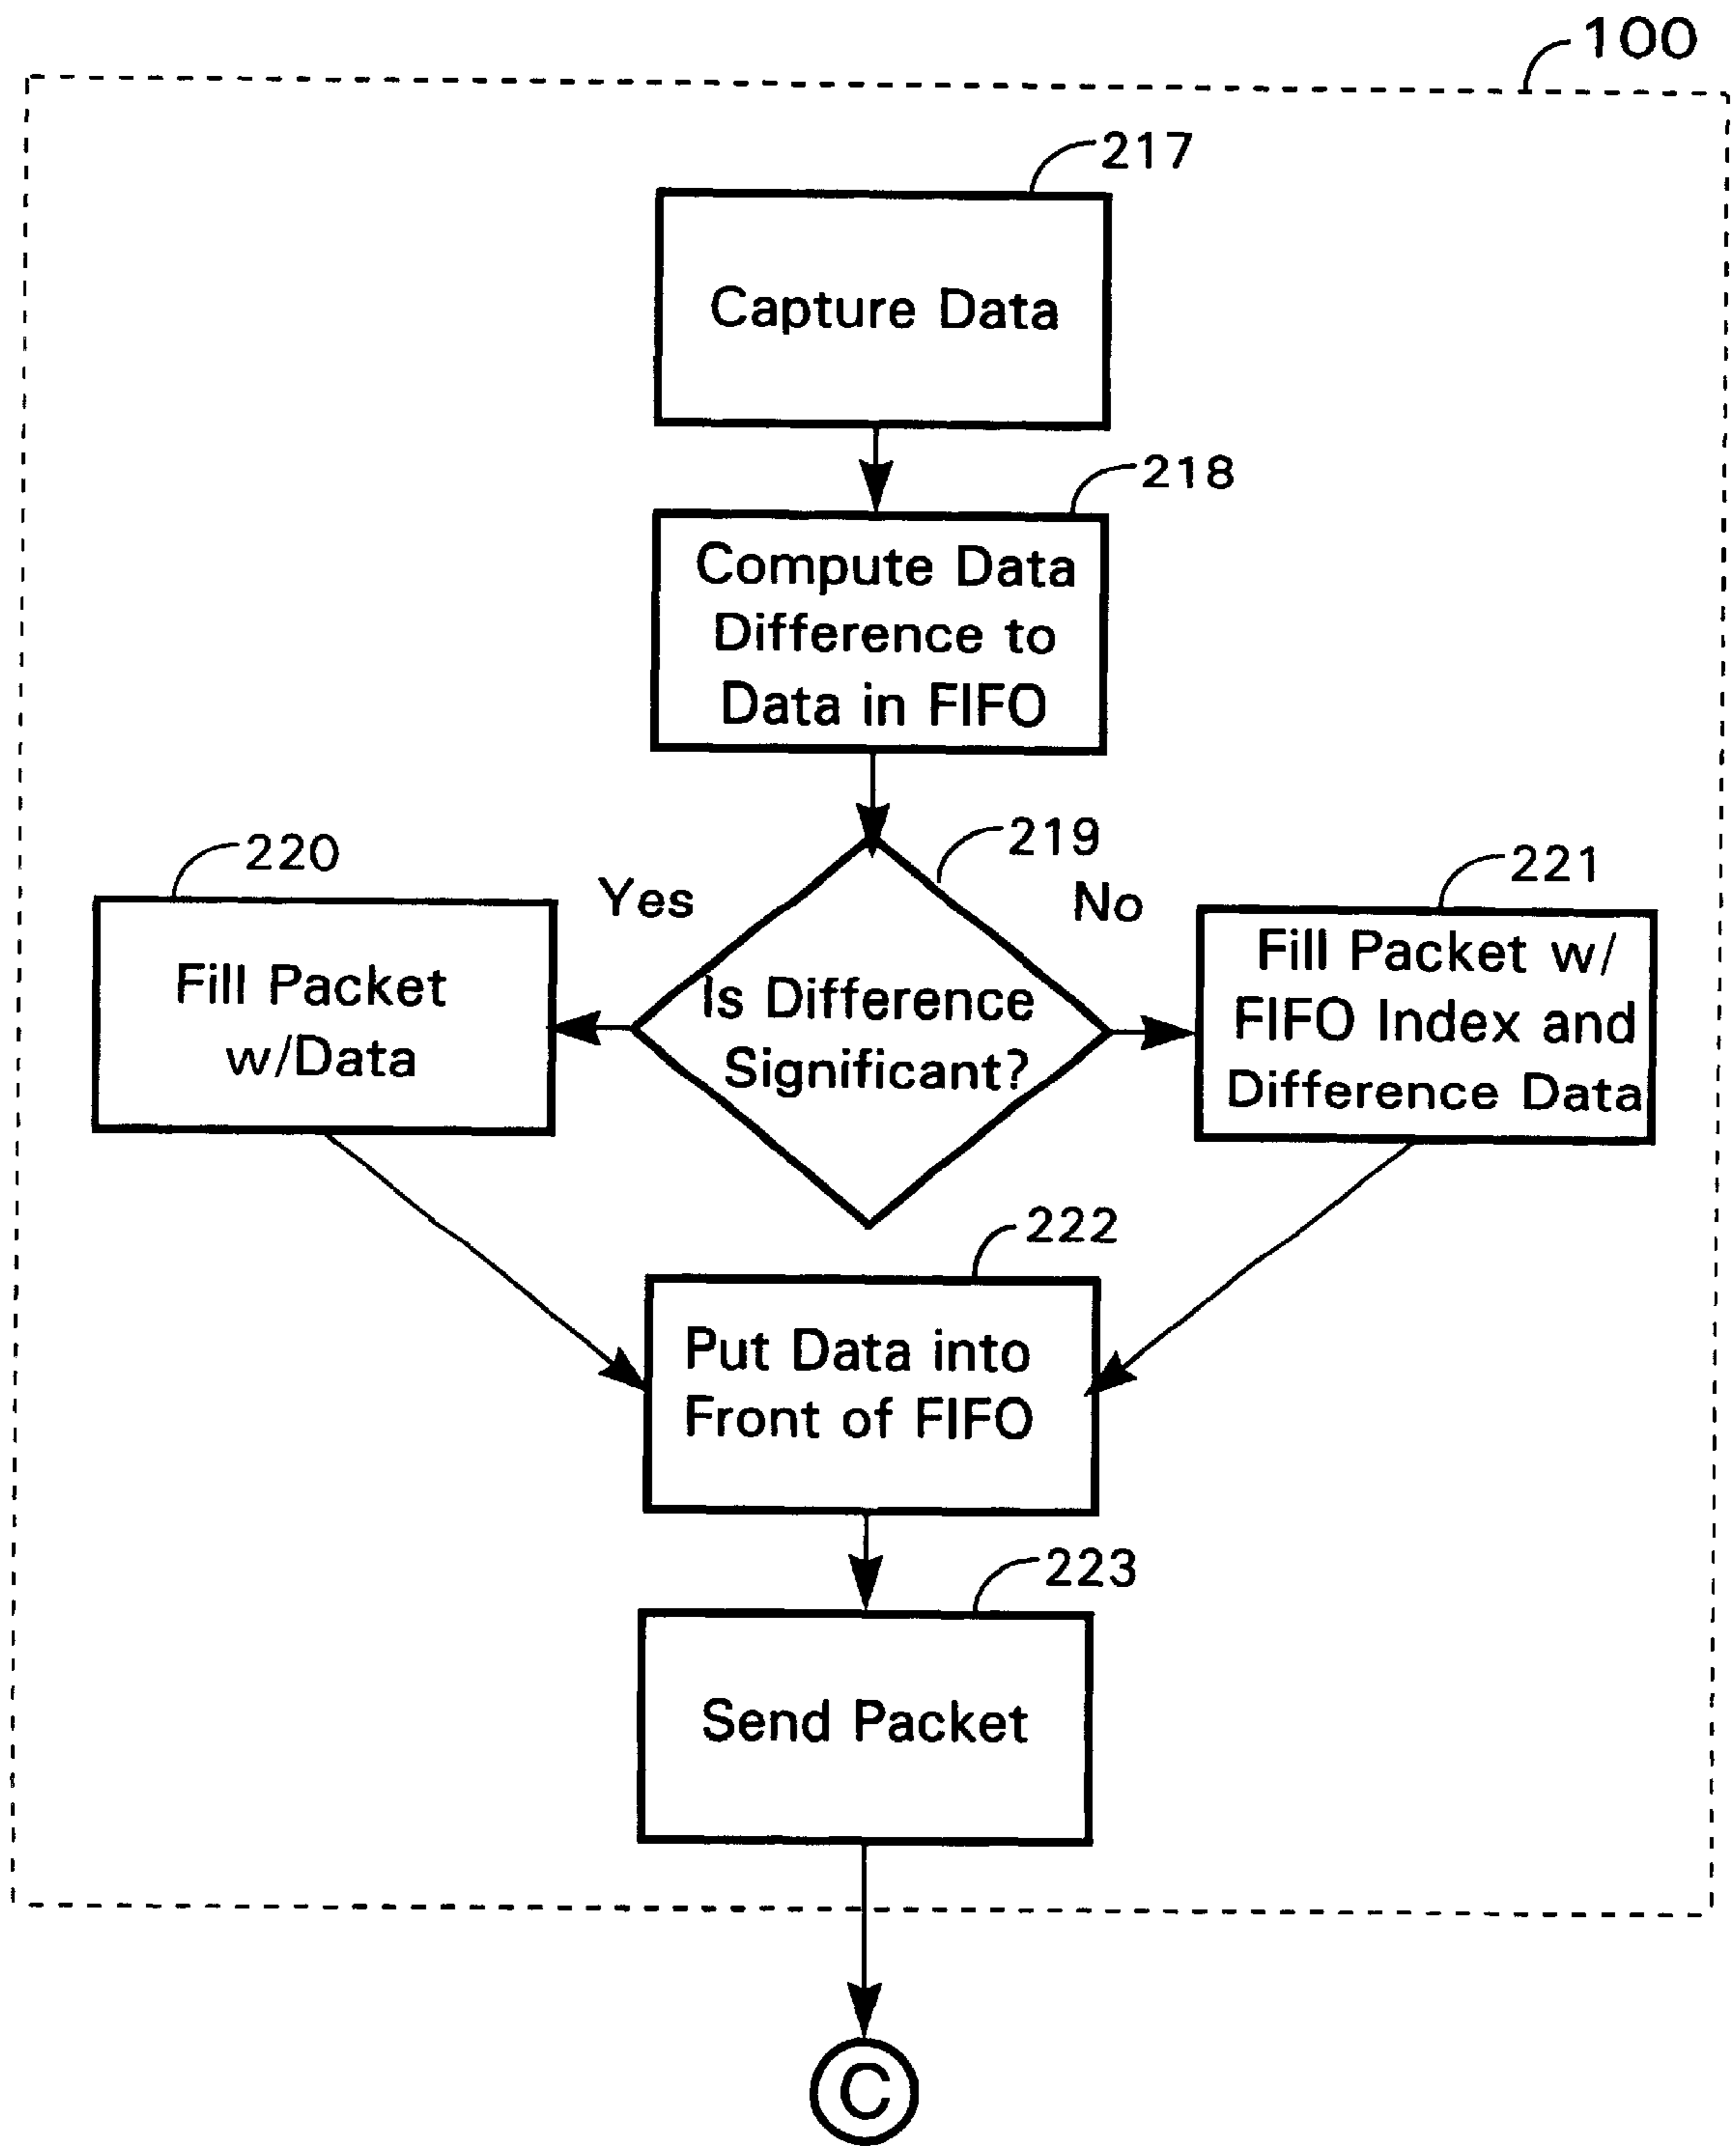 100
217
Capture Data
218
Compute Data
Difference to
Data in FIFO
219
220
Yes
No
221
Fill Packet
w/Data
Is Difference
Significant?
Fill Packet w/
FIFO Index and
Difference Data
222
Put Data into
Front of FIFO
223
Send Packet
C